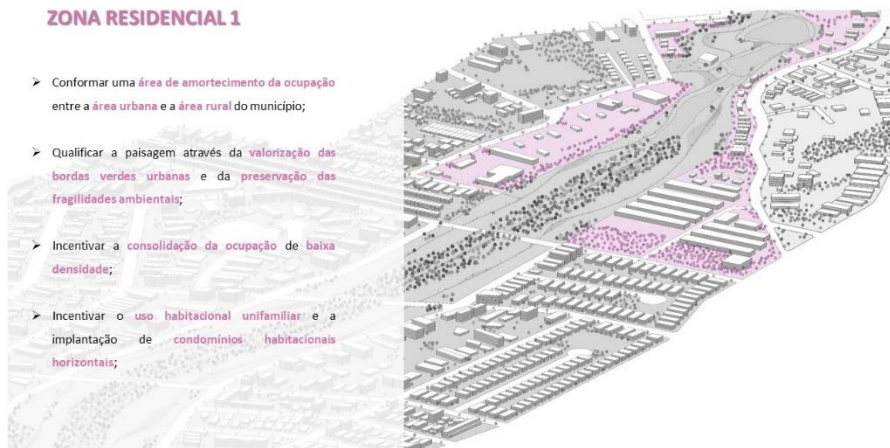 ZONA RESIDENCIAL 1
➤ Conformar uma área de amortecimento da ocupação
entre a área urbana e a área rural do município;
➤ Qualificar a paisagem através da valorização das
bordas verdes urbanas e da preservação das
fragilidades ambientais;
➤ Incentivar a consolidação da ocupação de baixa
densidade;
➤ Incentivar o uso habitacional unifamiliar e a
implantação de condomínios habitacionais
horizontais;